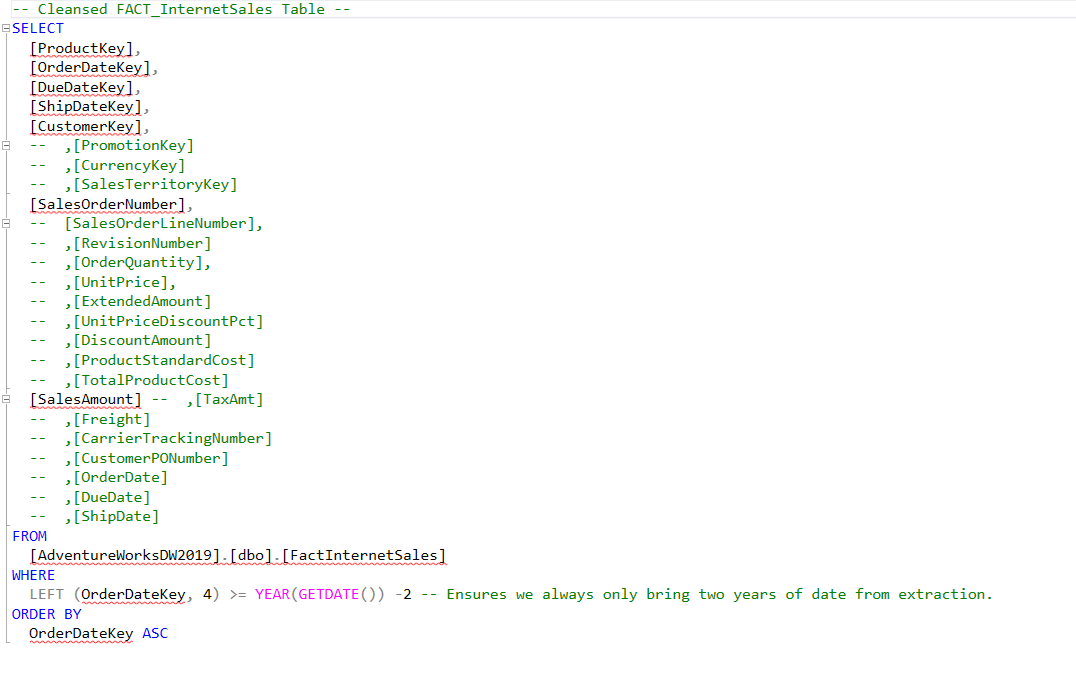 -- Cleansed FACT_InternetSales Table --
SELECT
[ProductKey],
[OrderDateKey],
[DueDateKey],
[ShipDateKey],
[CustomerKey],
-- ,[PromotionKey]
-- ,[CurrencyKey]
-- ,[SalesTerritoryKey]
[SalesOrderNumber],
-- [SalesOrderLineNumber],
-- ,[RevisionNumber]
-- ,[OrderQuantity],
-- ,[UnitPrice],
-- ,[ExtendedAmount]
-- ,[UnitPriceDiscountPct]
-- ,[DiscountAmount]
-- ,[ProductStandardCost]
-- ,[TotalProductCost]
[SalesAmount] -- ,[TaxAmt]
-- ,[Freight]
-- ,[CarrierTrackingNumber]
-- ,[CustomerPONumber]
-- ,[OrderDate]
-- ,[DueDate]
-- ,[ShipDate]
FROM
[AdventureWorksDW2019].[dbo].[FactInternetSales]
WHERE
LEFT (OrderDateKey, 4) >= YEAR(GETDATE()) -2 -- Ensures we always only bring two years of date from extraction.
ORDER BY
OrderDateKey ASC